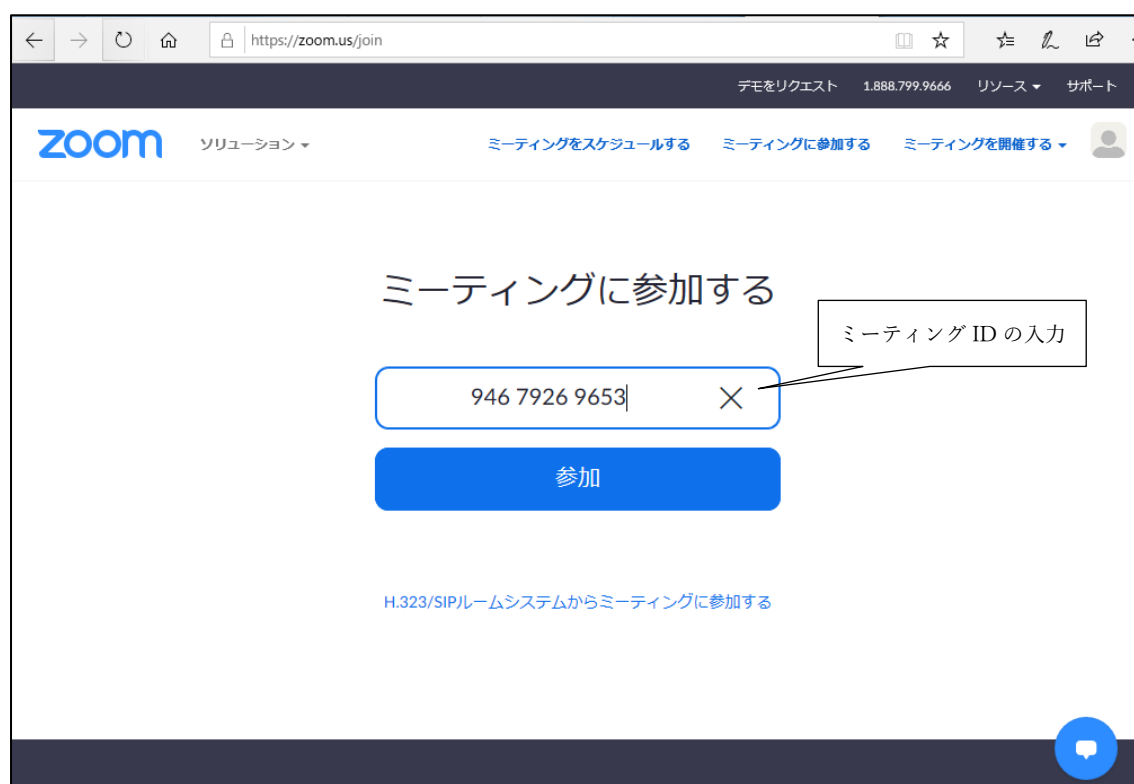 https://zoom.us/join
デモをリクエスト 1.888.799.9666 リソース サポート
zoom ソリューション ミーティングをスケジュールする ミーティングに参加する ミーティングを開催する
ミーティングに参加する
ミーティング ID の入力
946 7926 9653
参加
H.323/SIPルームシステムからミーティングに参加する